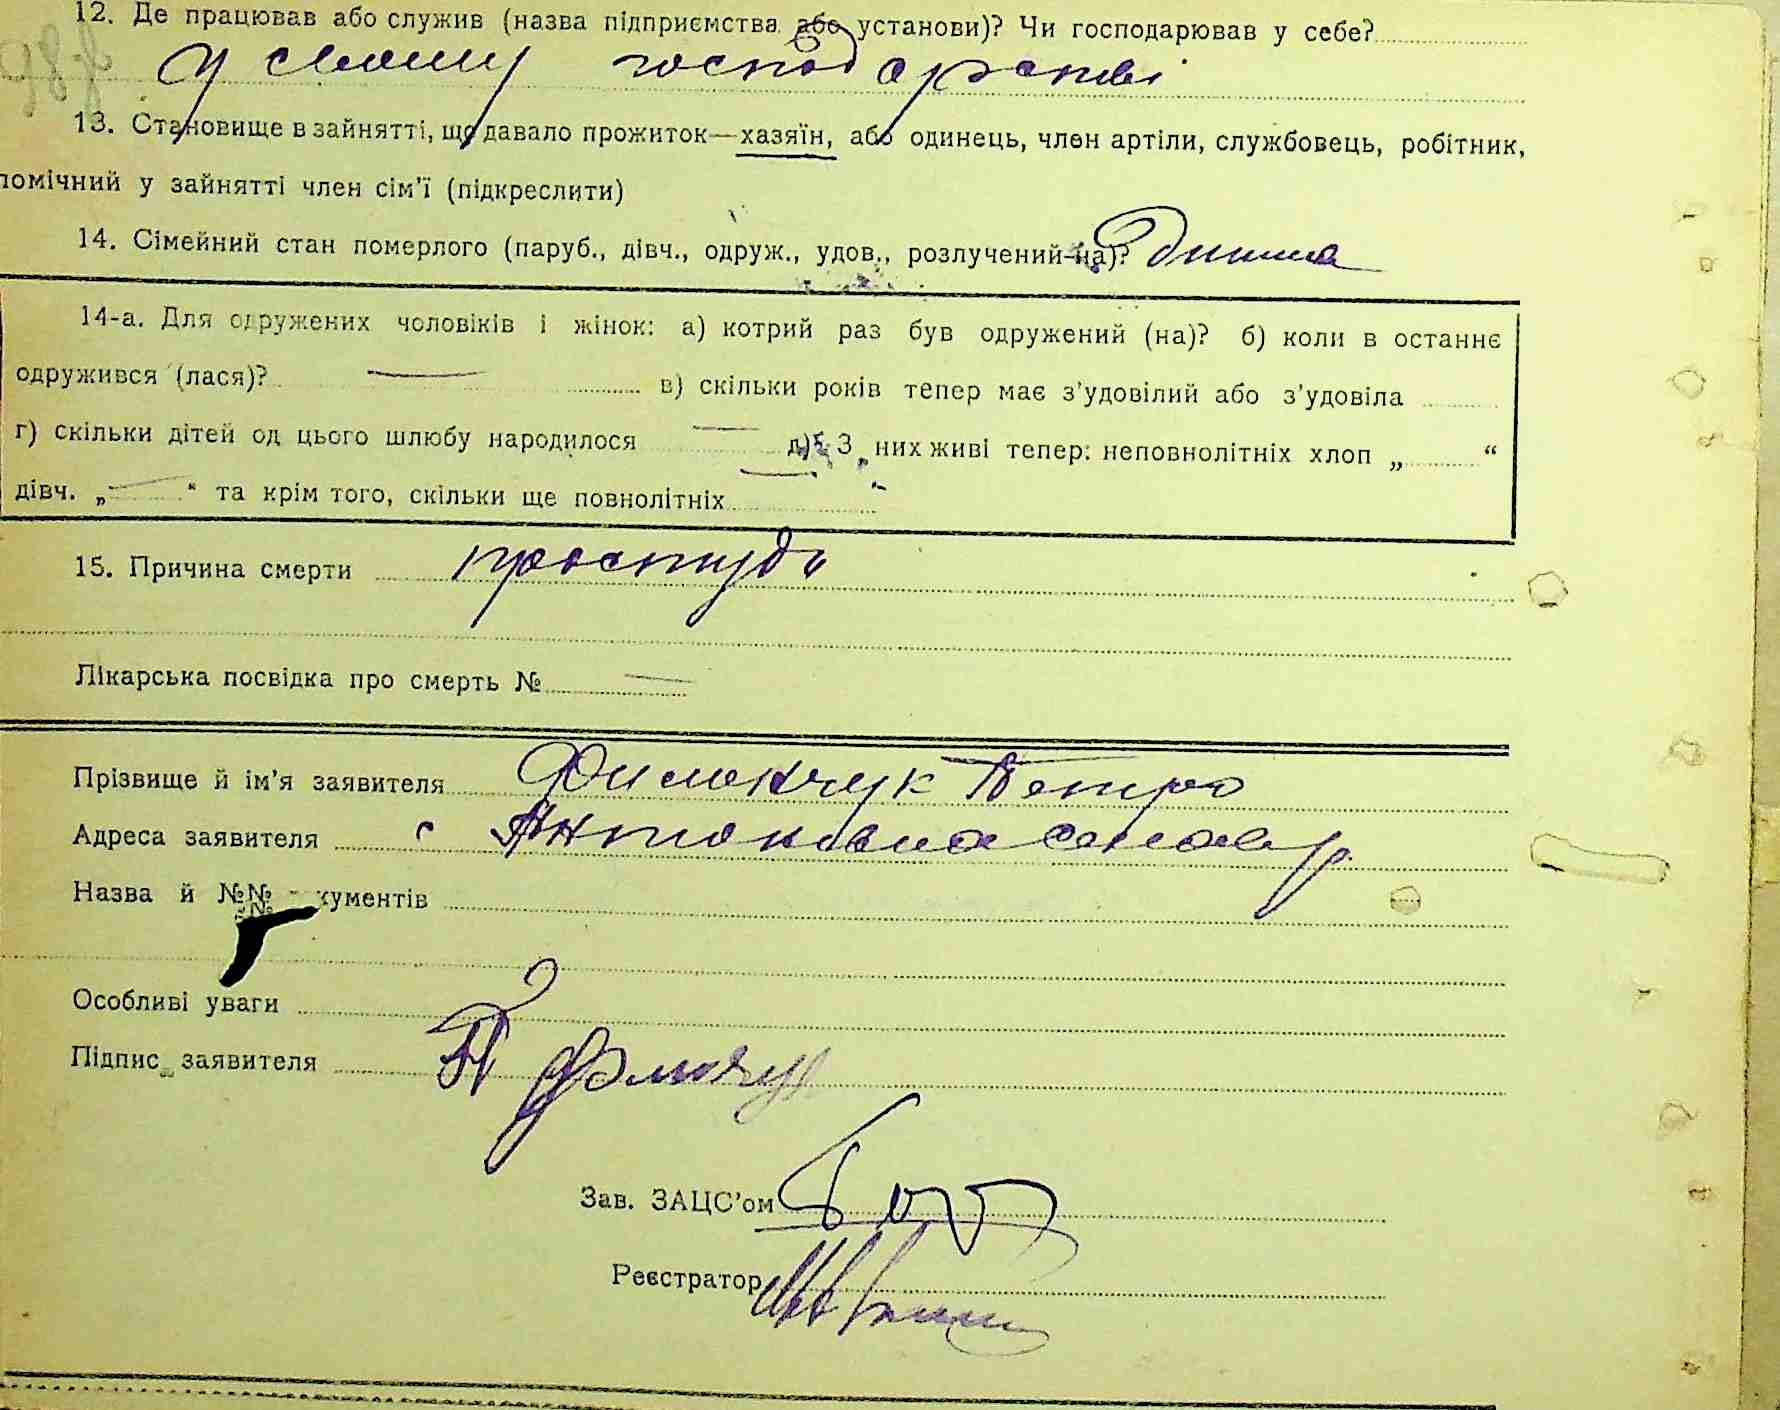 12. Де працював або служив (назва підприємства або установи)? Чи господарював у себе?
у своему господарстві
13. Становище в зайнятті, що давало прожиток—хазяїн, або одинець, член артіли, службовець, робітник,
помічний у зайнятті член сім'ї (підкреслити)
14. Сімейний стан померлого (паруб., дівч., одруж., удов., розлучений-на)?
14-а. Для одружених чоловіків і жінок: а) котрий раз був одружений (на)? б) коли в останнє
одружився (лася)? — в) скільки років тепер має з'удовілий або з'удовіла
г) скільки дітей од цього шлюбу народилося — д) З них живі тепер: неповнолітніх хлоп „ “
дівч. „— “ та крім того, скільки ще повнолітніх
15. Причина смерти простуда
Лікарська посвідка про смерть № —
Прізвище й ім'я заявителя Филончук Петро
Адреса заявителя с Антоновка
Назва й №№ кументів
Особливі уваги
Підпис заявителя П
Зав. ЗАЦС'ом
Реєстратор